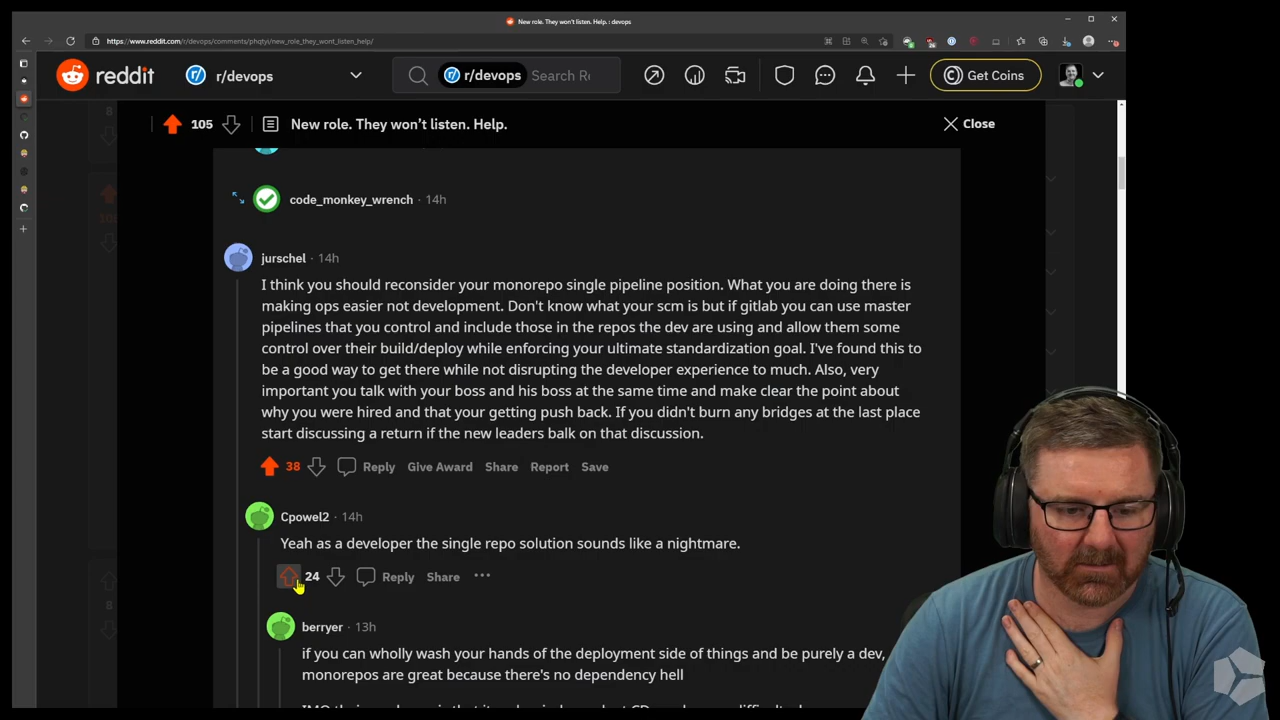 New role. They won't listen. Help. : devops
https://www.reddit.com/r/devops/comments/phqtyi/new_role_they_wont_listen_help/
reddit
r/devops
r/devops Search Re
Get Coins
105
New role. They won't listen. Help.
Close
code_monkey_wrench · 14h
jurschel · 14h
I think you should reconsider your monorepo single pipeline position. What you are doing there is
making ops easier not development. Don't know what your scm is but if gitlab you can use master
pipelines that you control and include those in the repos the dev are using and allow them some
control over their build/deploy while enforcing your ultimate standardization goal. I've found this to
be a good way to get there while not disrupting the developer experience to much. Also, very
important you talk with your boss and his boss at the same time and make clear the point about
why you were hired and that your getting push back. If you didn't burn any bridges at the last place
start discussing a return if the new leaders balk on that discussion.
38 Reply Give Award Share Report Save
Cpowel2 · 14h
Yeah as a developer the single repo solution sounds like a nightmare.
24 Reply Share ···
berryer · 13h
if you can wholly wash your hands of the deployment side of things and be purely a dev,
monorepos are great because there's no dependency hell